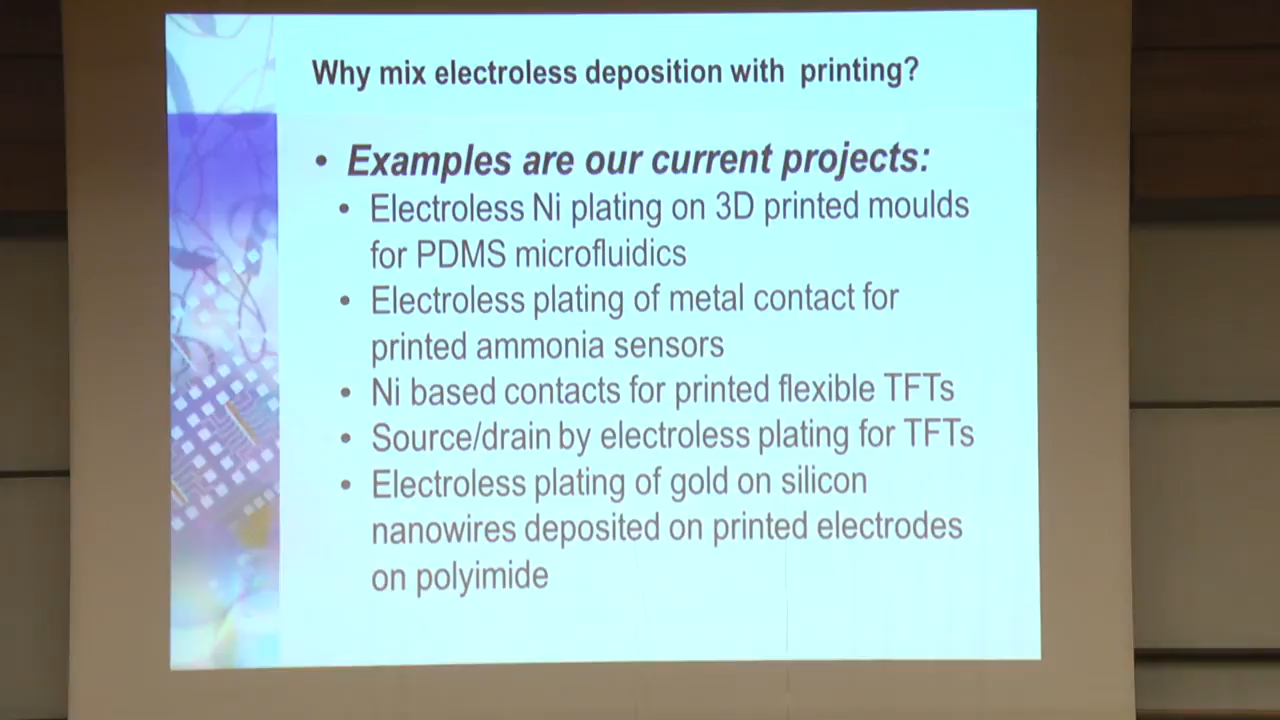 Why mix electroless deposition with printing?
• Examples are our current projects:
• Electroless Ni plating on 3D printed moulds
for PDMS microfluidics
• Electroless plating of metal contact for
printed ammonia sensors
• Ni based contacts for printed flexible TFTs
• Source/drain by electroless plating for TFTs
• Electroless plating of gold on silicon
nanowires deposited on printed electrodes
on polyimide